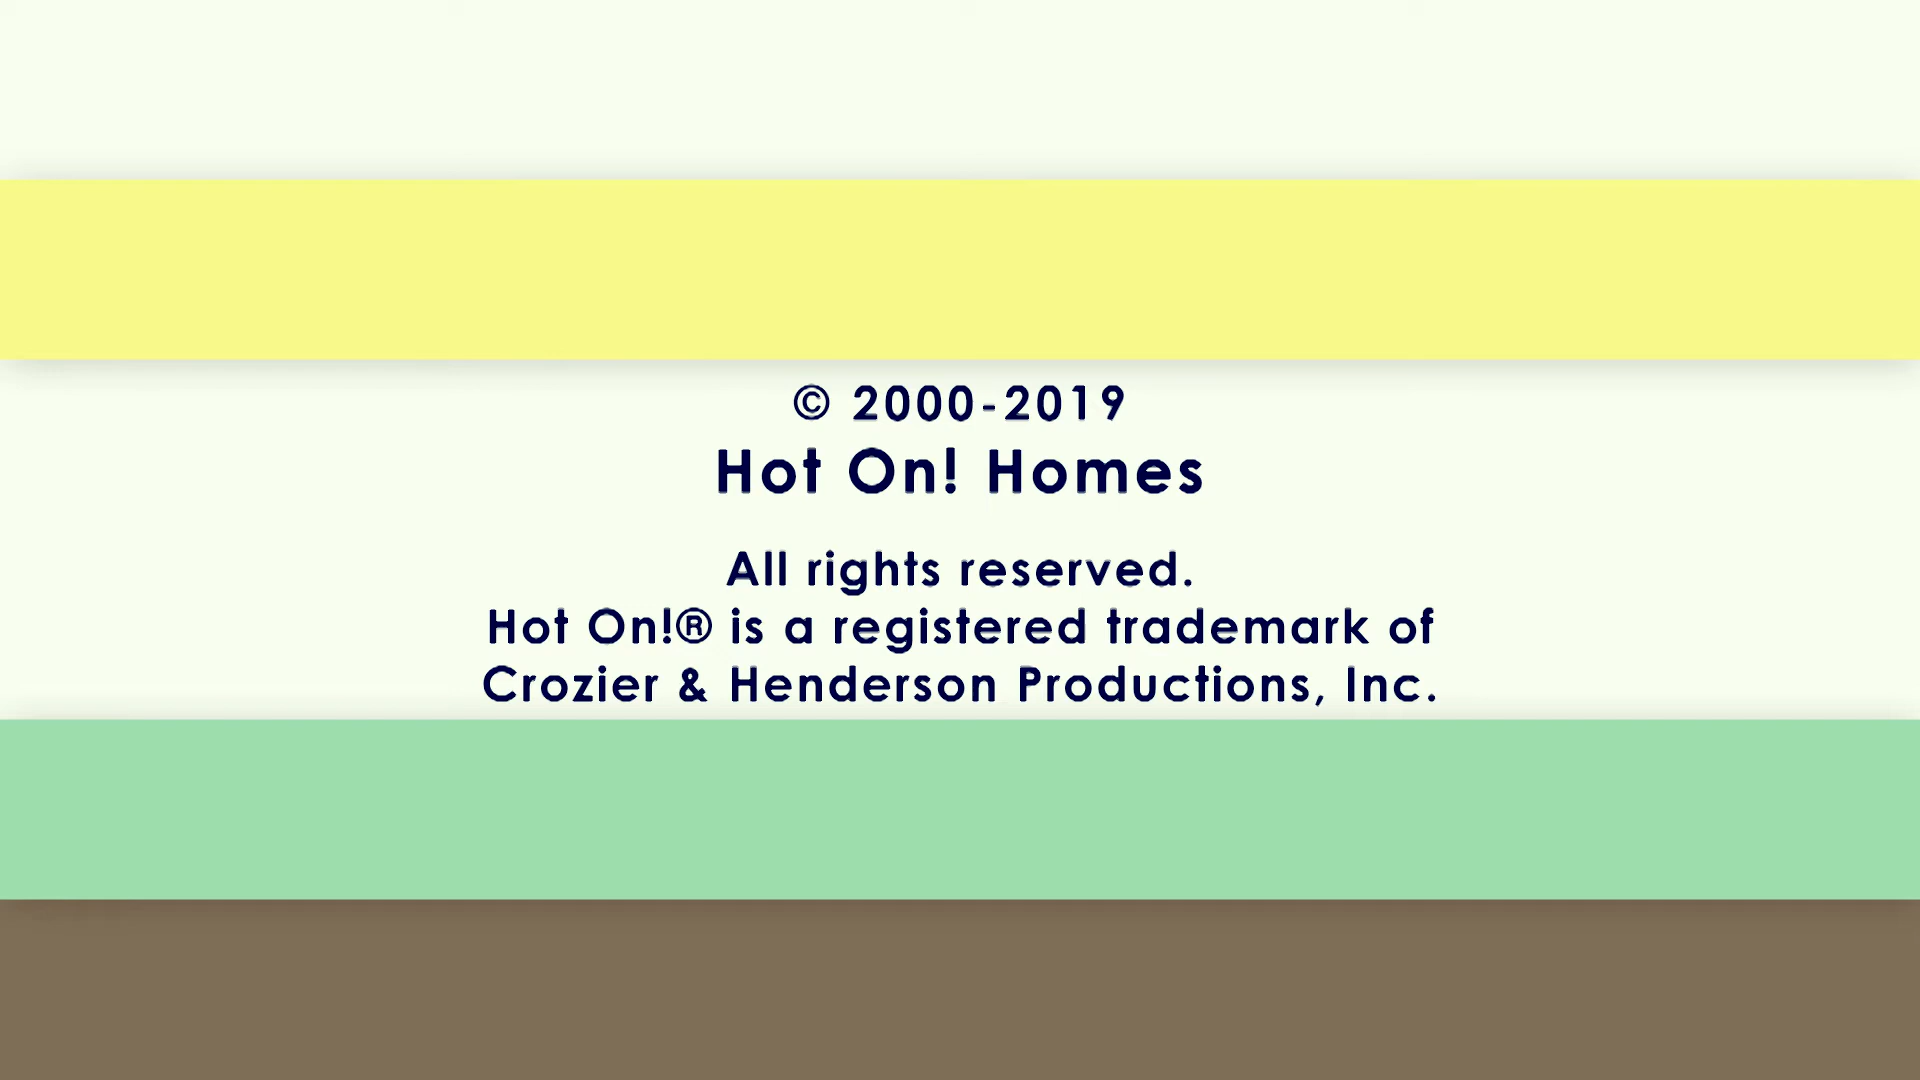 © 2000-2019
Hot On! Homes
All rights reserved.
Hot On!® is a registered trademark of
Crozier & Henderson Productions, Inc.